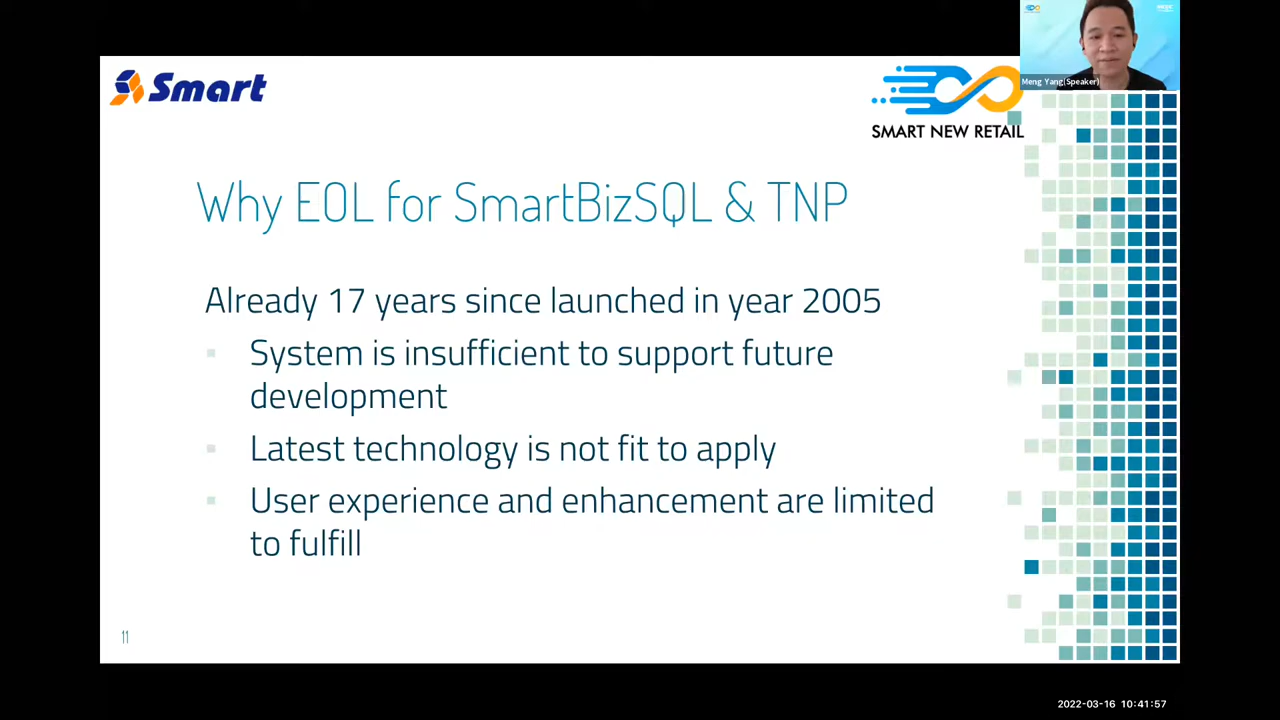 Smart
SMART NEW RETAIL
Meng Yang(Speaker)
Why EOL for SmartBizSQL & TNP
Already 17 years since launched in year 2005
System is insufficient to support future
development
Latest technology is not fit to apply
User experience and enhancement are limited
to fulfill
11
2022-03-16 10:41:57